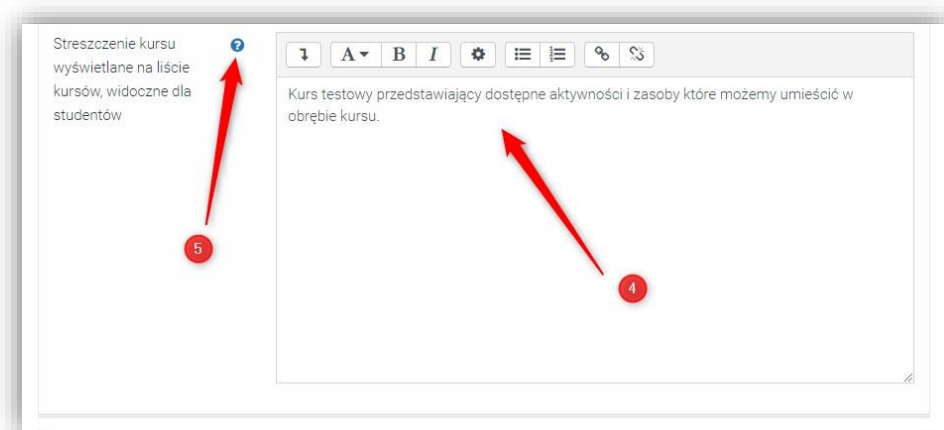 Streszczenie kursu
wyświetlane na liście
kursów, widoczne dla
studentów
?
A B I
Kurs testowy przedstawiający dostępne aktywności i zasoby które możemy umieścić w
obrębie kursu.
5
4